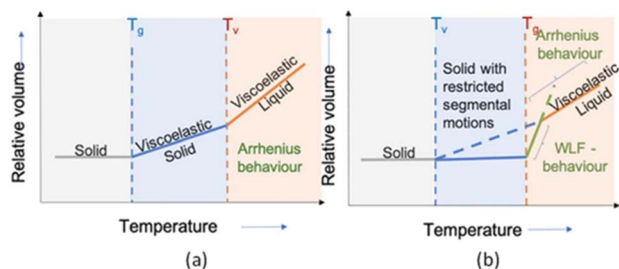 Tg
Tv
Relative volume
Solid
Viscoelastic
Solid
Viscoelastic
Liquid
Arrhenius
behaviour
Temperature
(a)
Tv
Tg
Arrhenius
behaviour
Relative volume
Solid with
restricted
segmental
motions
Viscoelastic
Liquid
Solid
WLF -
behaviour
Temperature
(b)